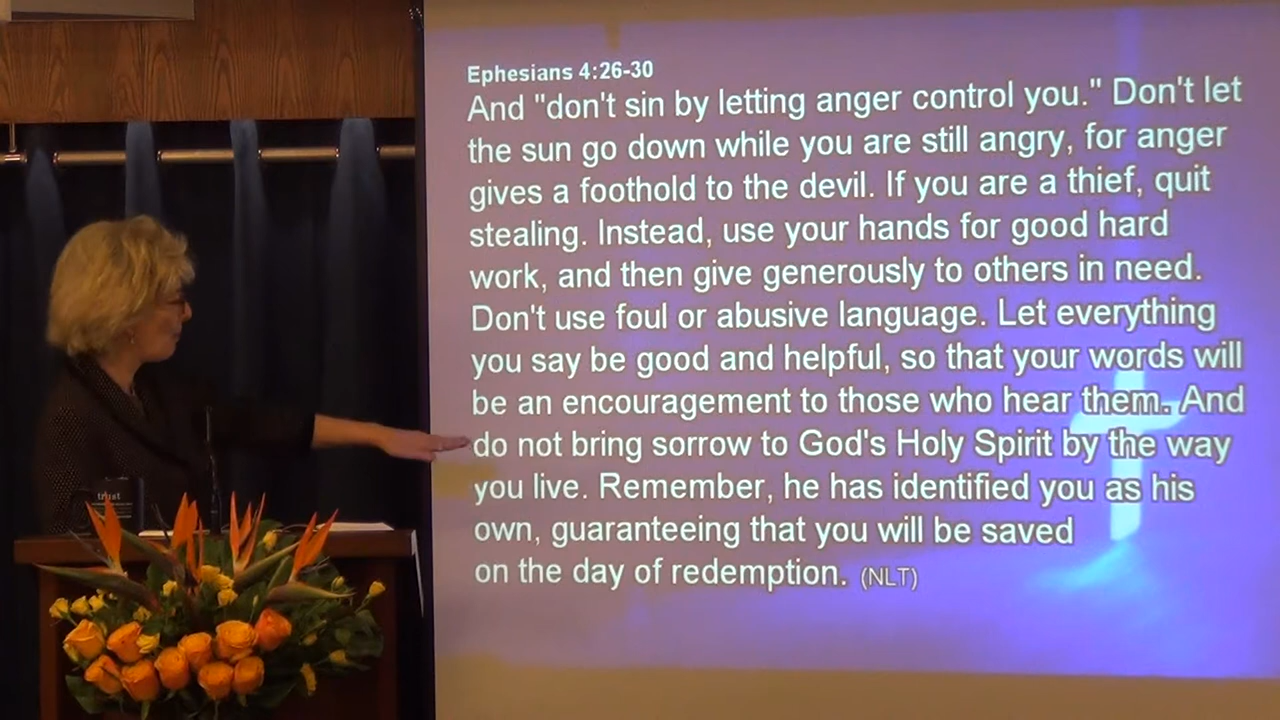 Ephesians 4:26-30
And "don't sin by letting anger control you." Don't let
the sun go down while you are still angry, for anger
gives a foothold to the devil. If you are a thief, quit
stealing. Instead, use your hands for good hard
work, and then give generously to others in need.
Don't use foul or abusive language. Let everything
you say be good and helpful, so that your words will
be an encouragement to those who hear them. And
do not bring sorrow to God's Holy Spirit by the way
you live. Remember, he has identified you as his
own, guaranteeing that you will be saved
on the day of redemption. (NLT)
trust